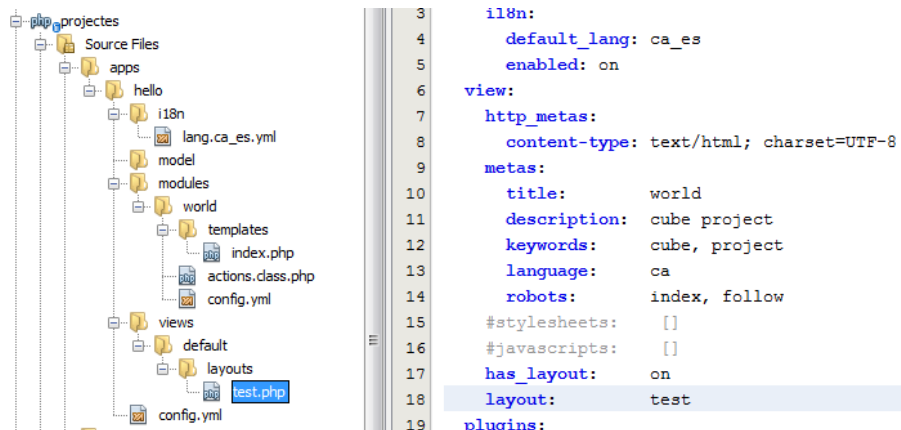 projectes
Source Files
apps
hello
i18n
lang.ca_es.yml
model
modules
world
templates
index.php
actions.class.php
config.yml
views
default
layouts
test.php
config.yml
3 i18n:
4 default_lang: ca_es
5 enabled: on
6 view:
7 http_metas:
8 content-type: text/html; charset=UTF-8
9 metas:
10 title: world
11 description: cube project
12 keywords: cube, project
13 language: ca
14 robots: index, follow
15 #stylesheets: []
16 #javascripts: []
17 has_layout: on
18 layout: test
19 plugins: